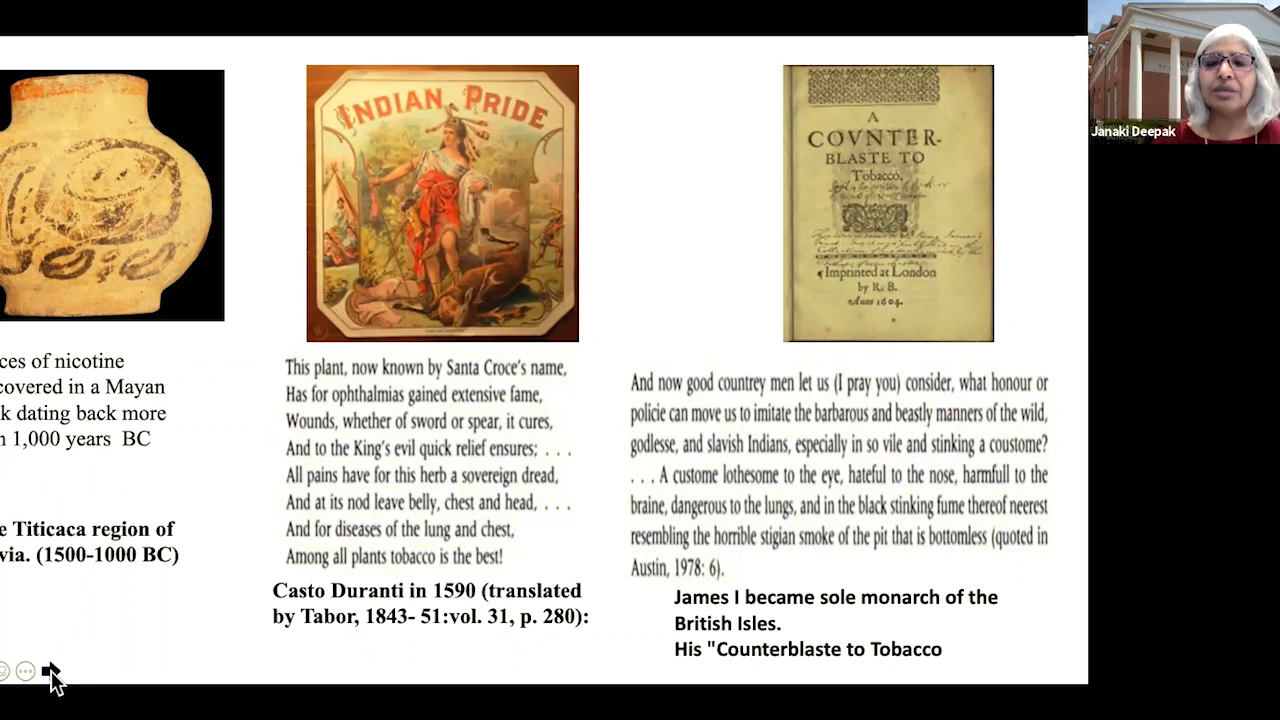 Janaki Deepak
INDIAN PRIDE
A
COVNTER-
BLASTE TO
Tobacco.
Imprinted at London
by R. B.
Anno 1604.
ces of nicotine
covered in a Mayan
k dating back more
n 1,000 years BC
e Titicaca region of
via. (1500-1000 BC)
This plant, now known by Santa Croce's name,
Has for ophthalmias gained extensive fame,
Wounds, whether of sword or spear, it cures,
And to the King's evil quick relief ensures; . . .
All pains have for this herb a sovereign dread,
And at its nod leave belly, chest and head, . . .
And for diseases of the lung and chest,
Among all plants tobacco is the best!
Casto Duranti in 1590 (translated
by Tabor, 1843- 51:vol. 31, p. 280):
And now good countrey men let us (I pray you) consider, what honour or
policie can move us to imitate the barbarous and beastly manners of the wild,
godlesse, and slavish Indians, especially in so vile and stinking a coustome?
. . . A custome lothesome to the eye, hateful to the nose, harmfull to the
braine, dangerous to the lungs, and in the black stinking fume thereof neerest
resembling the horrible stigian smoke of the pit that is bottomless (quoted in
Austin, 1978: 6).
James I became sole monarch of the
British Isles.
His "Counterblaste to Tobacco